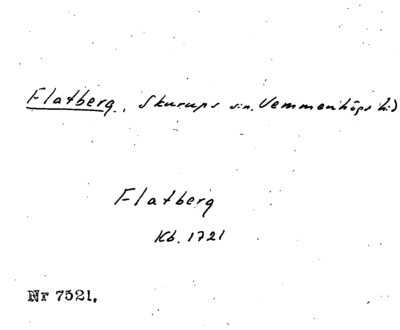 Flatberg, Skurups sn. Vemmenhögs hd
Flatberg
Kb. 1721
Nr 7521.